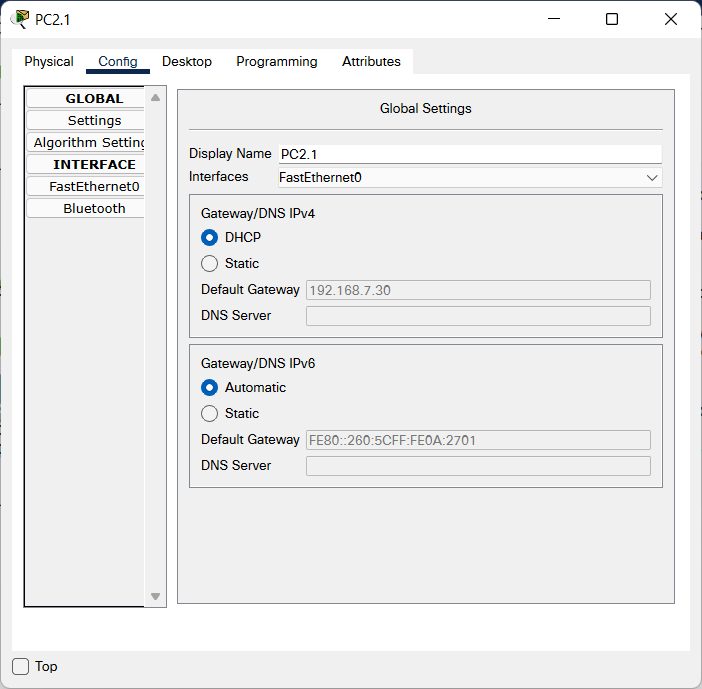 PC2.1
Physical Config Desktop Programming Attributes
GLOBAL
Settings
Algorithm Setting
INTERFACE
FastEthernet0
Bluetooth
Global Settings
Display Name PC2.1
Interfaces FastEthernet0
Gateway/DNS IPv4
DHCP
Static
Default Gateway 192.168.7.30
DNS Server
Gateway/DNS IPv6
Automatic
Static
Default Gateway FE80::260:5CFF:FE0A:2701
DNS Server
Top